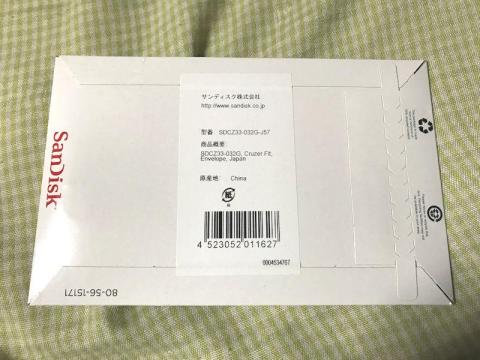 サンディスク株式会社
http://www.sandisk.co.jp
型番 SDCZ33-032G-J57
商品概要:
SDCZ33-032G, Cruzer Fit,
Envelope, Japan
原産地: China
紙
4 523052 011627
0004534767
SanDisk
80-56-15171